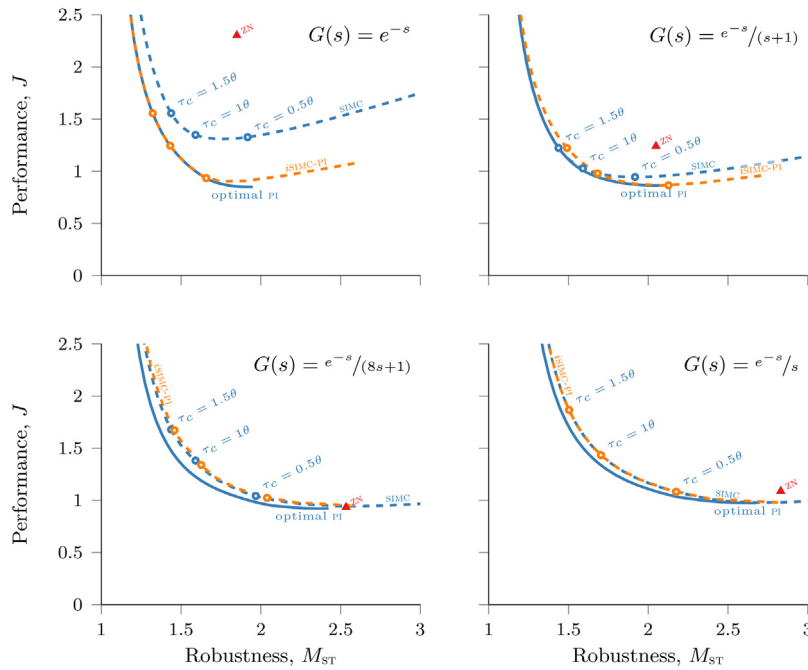 Performance, J
2.5
2
1.5
1
0.5
0
G(s) = e^{-s}
ZN
τc = 1.5θ
τc = 1θ
τc = 0.5θ
SIMC
iSIMC-PI
optimal PI
G(s) = e^{-s}/(s+1)
ZN
τc = 1.5θ
τc = 1θ
τc = 0.5θ
SIMC
iSIMC-PI
optimal PI
Performance, J
2.5
2
1.5
1
0.5
0
1
1.5
2
2.5
3
Robustness, M_ST
G(s) = e^{-s}/(8s+1)
iSIMC-PI
τc = 1.5θ
τc = 1θ
τc = 0.5θ
ZN
SIMC
optimal PI
G(s) = e^{-s}/s
iSIMC-PI
τc = 1.5θ
τc = 1θ
τc = 0.5θ
ZN
SIMC
optimal PI
1
1.5
2
2.5
3
Robustness, M_ST